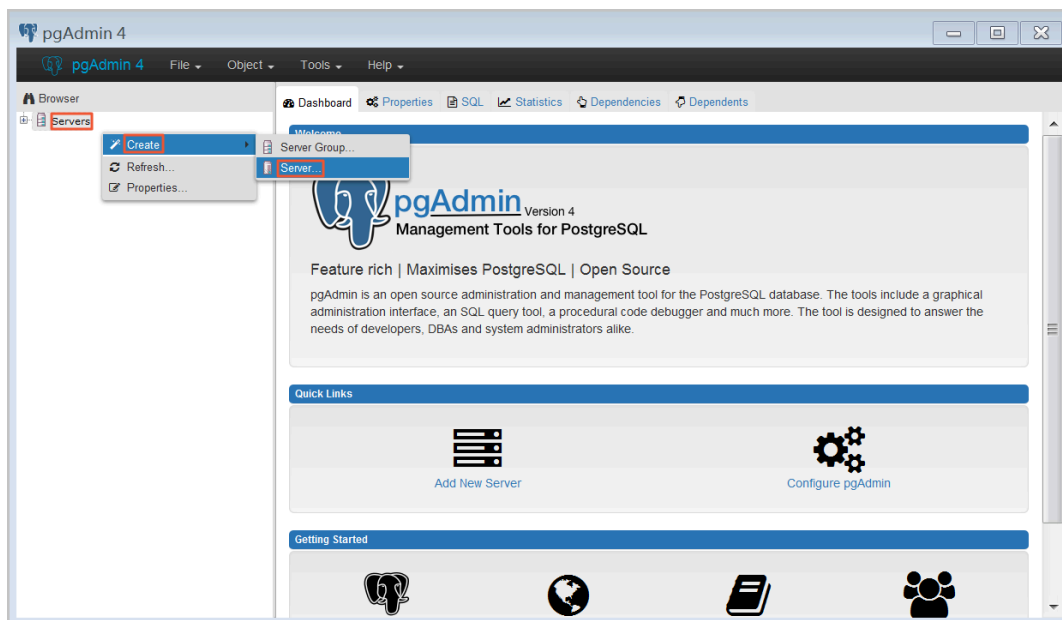 pgAdmin 4
pgAdmin 4 File Object Tools Help
Browser
Servers
Create
Refresh...
Properties...
Server Group...
Server...
Dashboard Properties SQL Statistics Dependencies Dependents
Welcome
pgAdmin Version 4
Management Tools for PostgreSQL
Feature rich | Maximises PostgreSQL | Open Source
pgAdmin is an open source administration and management tool for the PostgreSQL database. The tools include a graphical
administration interface, an SQL query tool, a procedural code debugger and much more. The tool is designed to answer the
needs of developers, DBAs and system administrators alike.
Quick Links
Add New Server
Configure pgAdmin
Getting Started